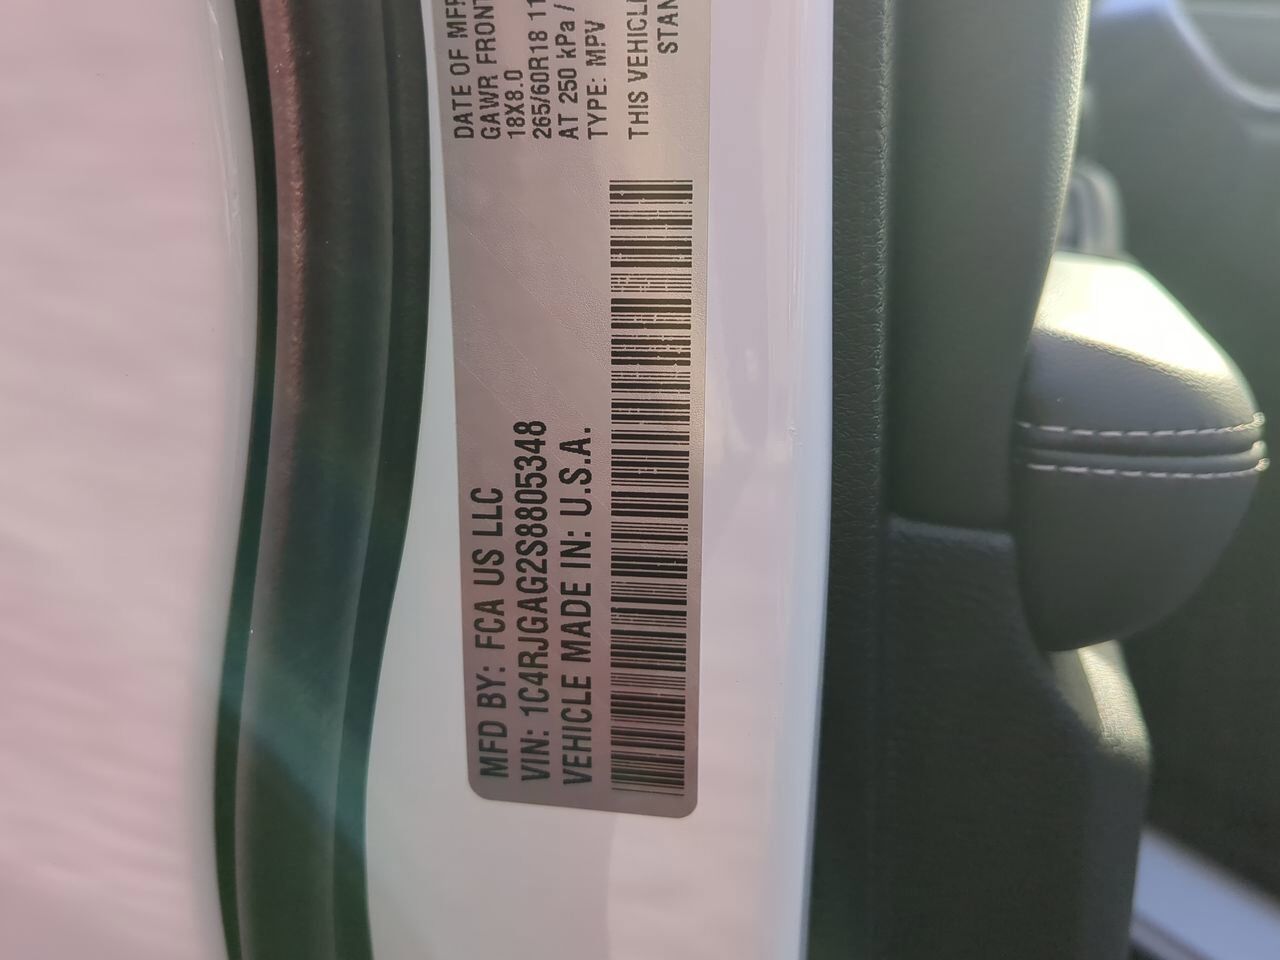 MFD BY: FCA US LLC
VIN: 1C4RJGAG2S8805348
VEHICLE MADE IN: U.S.A.
DATE OF MFR
GAWR FRONT
18X8.0
265/60R18 11
AT 250 kPa /
TYPE: MPV
THIS VEHICL
STAN